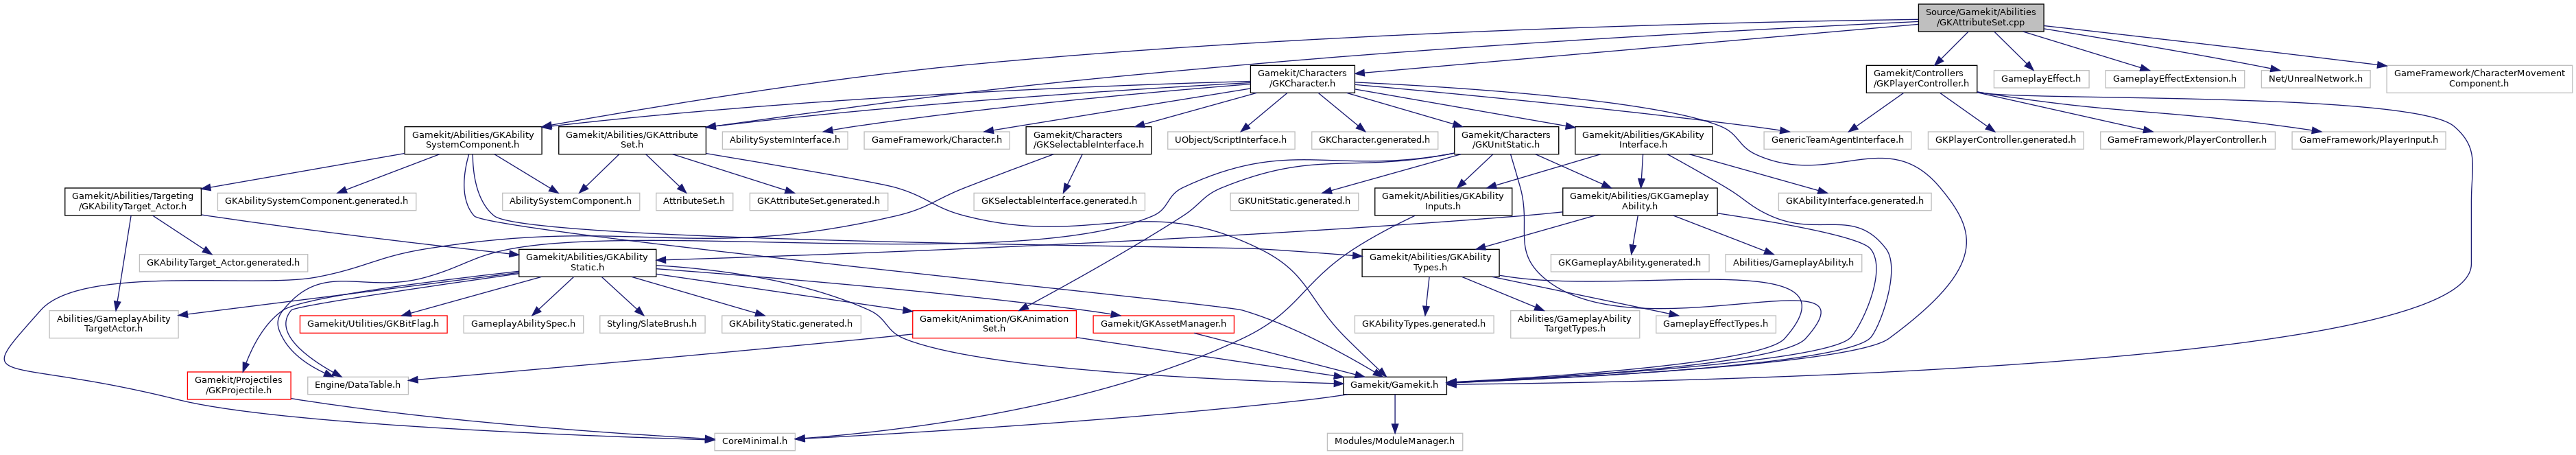 Source/Gamekit/Abilities
/GKAttributeSet.cpp
Gamekit/Characters
/GKCharacter.h
Gamekit/Controllers
/GKPlayerController.h
GameplayEffect.h
GameplayEffectExtension.h
Net/UnrealNetwork.h
GameFramework/CharacterMovement
Component.h
Gamekit/Abilities/GKAbility
SystemComponent.h
Gamekit/Abilities/GKAttribute
Set.h
AbilitySystemInterface.h
GameFramework/Character.h
Gamekit/Characters
/GKSelectableInterface.h
UObject/ScriptInterface.h
GKCharacter.generated.h
Gamekit/Characters
/GKUnitStatic.h
Gamekit/Abilities/GKAbility
Interface.h
GenericTeamAgentInterface.h
GKPlayerController.generated.h
GameFramework/PlayerController.h
GameFramework/PlayerInput.h
Gamekit/Abilities/Targeting
/GKAbilityTarget_Actor.h
GKAbilitySystemComponent.generated.h
AbilitySystemComponent.h
AttributeSet.h
GKAttributeSet.generated.h
GKSelectableInterface.generated.h
GKUnitStatic.generated.h
Gamekit/Abilities/GKAbility
Inputs.h
Gamekit/Abilities/GKGameplay
Ability.h
GKAbilityInterface.generated.h
GKAbilityTarget_Actor.generated.h
Gamekit/Abilities/GKAbility
Static.h
Gamekit/Abilities/GKAbility
Types.h
GKGameplayAbility.generated.h
Abilities/GameplayAbility.h
Abilities/GameplayAbility
TargetActor.h
Gamekit/Utilities/GKBitFlag.h
GameplayAbilitySpec.h
Styling/SlateBrush.h
GKAbilityStatic.generated.h
Gamekit/Animation/GKAnimation
Set.h
Gamekit/GKAssetManager.h
GKAbilityTypes.generated.h
Abilities/GameplayAbility
TargetTypes.h
GameplayEffectTypes.h
Gamekit/Projectiles
/GKProjectile.h
Engine/DataTable.h
Gamekit/Gamekit.h
CoreMinimal.h
Modules/ModuleManager.h